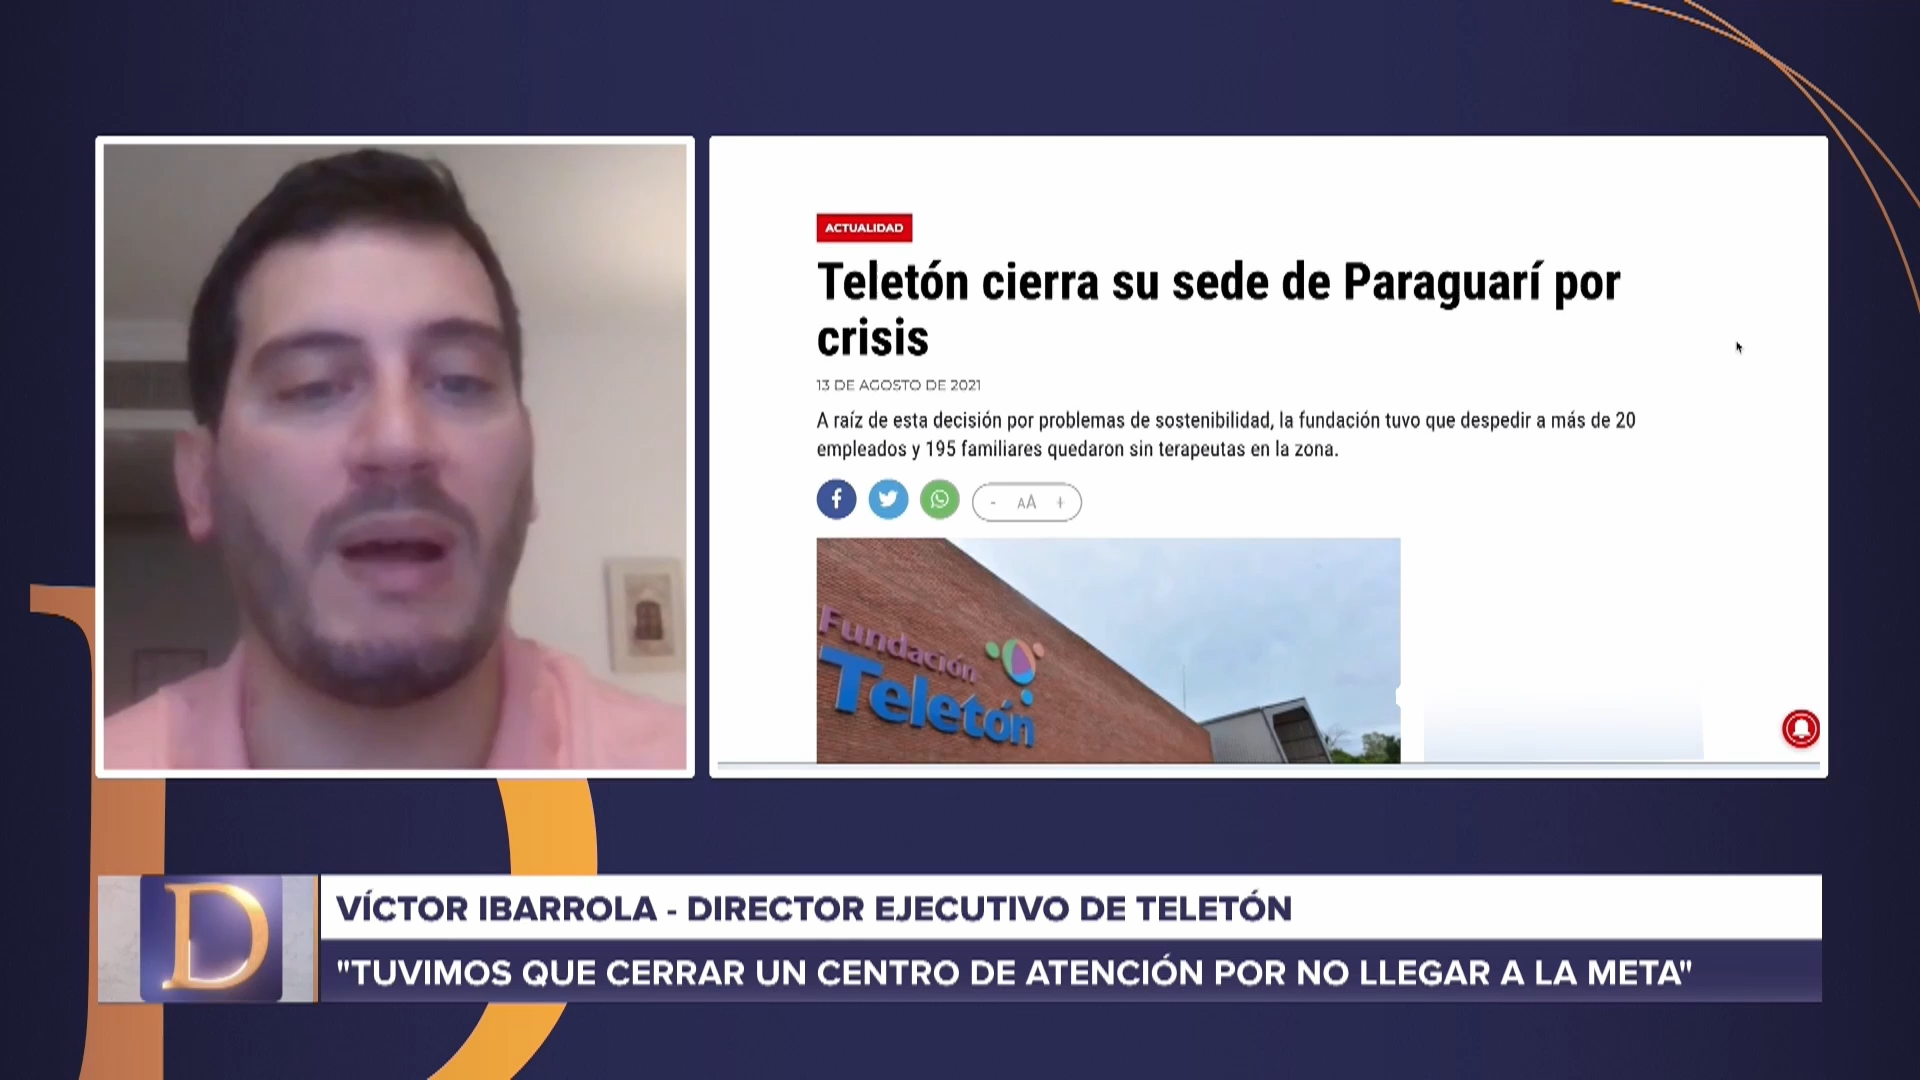 ACTUALIDAD
Teletón cierra su sede de Paraguarí por
crisis
13 DE AGOSTO DE 2021
A raíz de esta decisión por problemas de sostenibilidad, la fundación tuvo que despedir a más de 20
empleados y 195 familiares quedaron sin terapeutas en la zona.
- AA +
Fundación
Teletón
D
VÍCTOR IBARROLA - DIRECTOR EJECUTIVO DE TELETÓN
"TUVIMOS QUE CERRAR UN CENTRO DE ATENCIÓN POR NO LLEGAR A LA META"